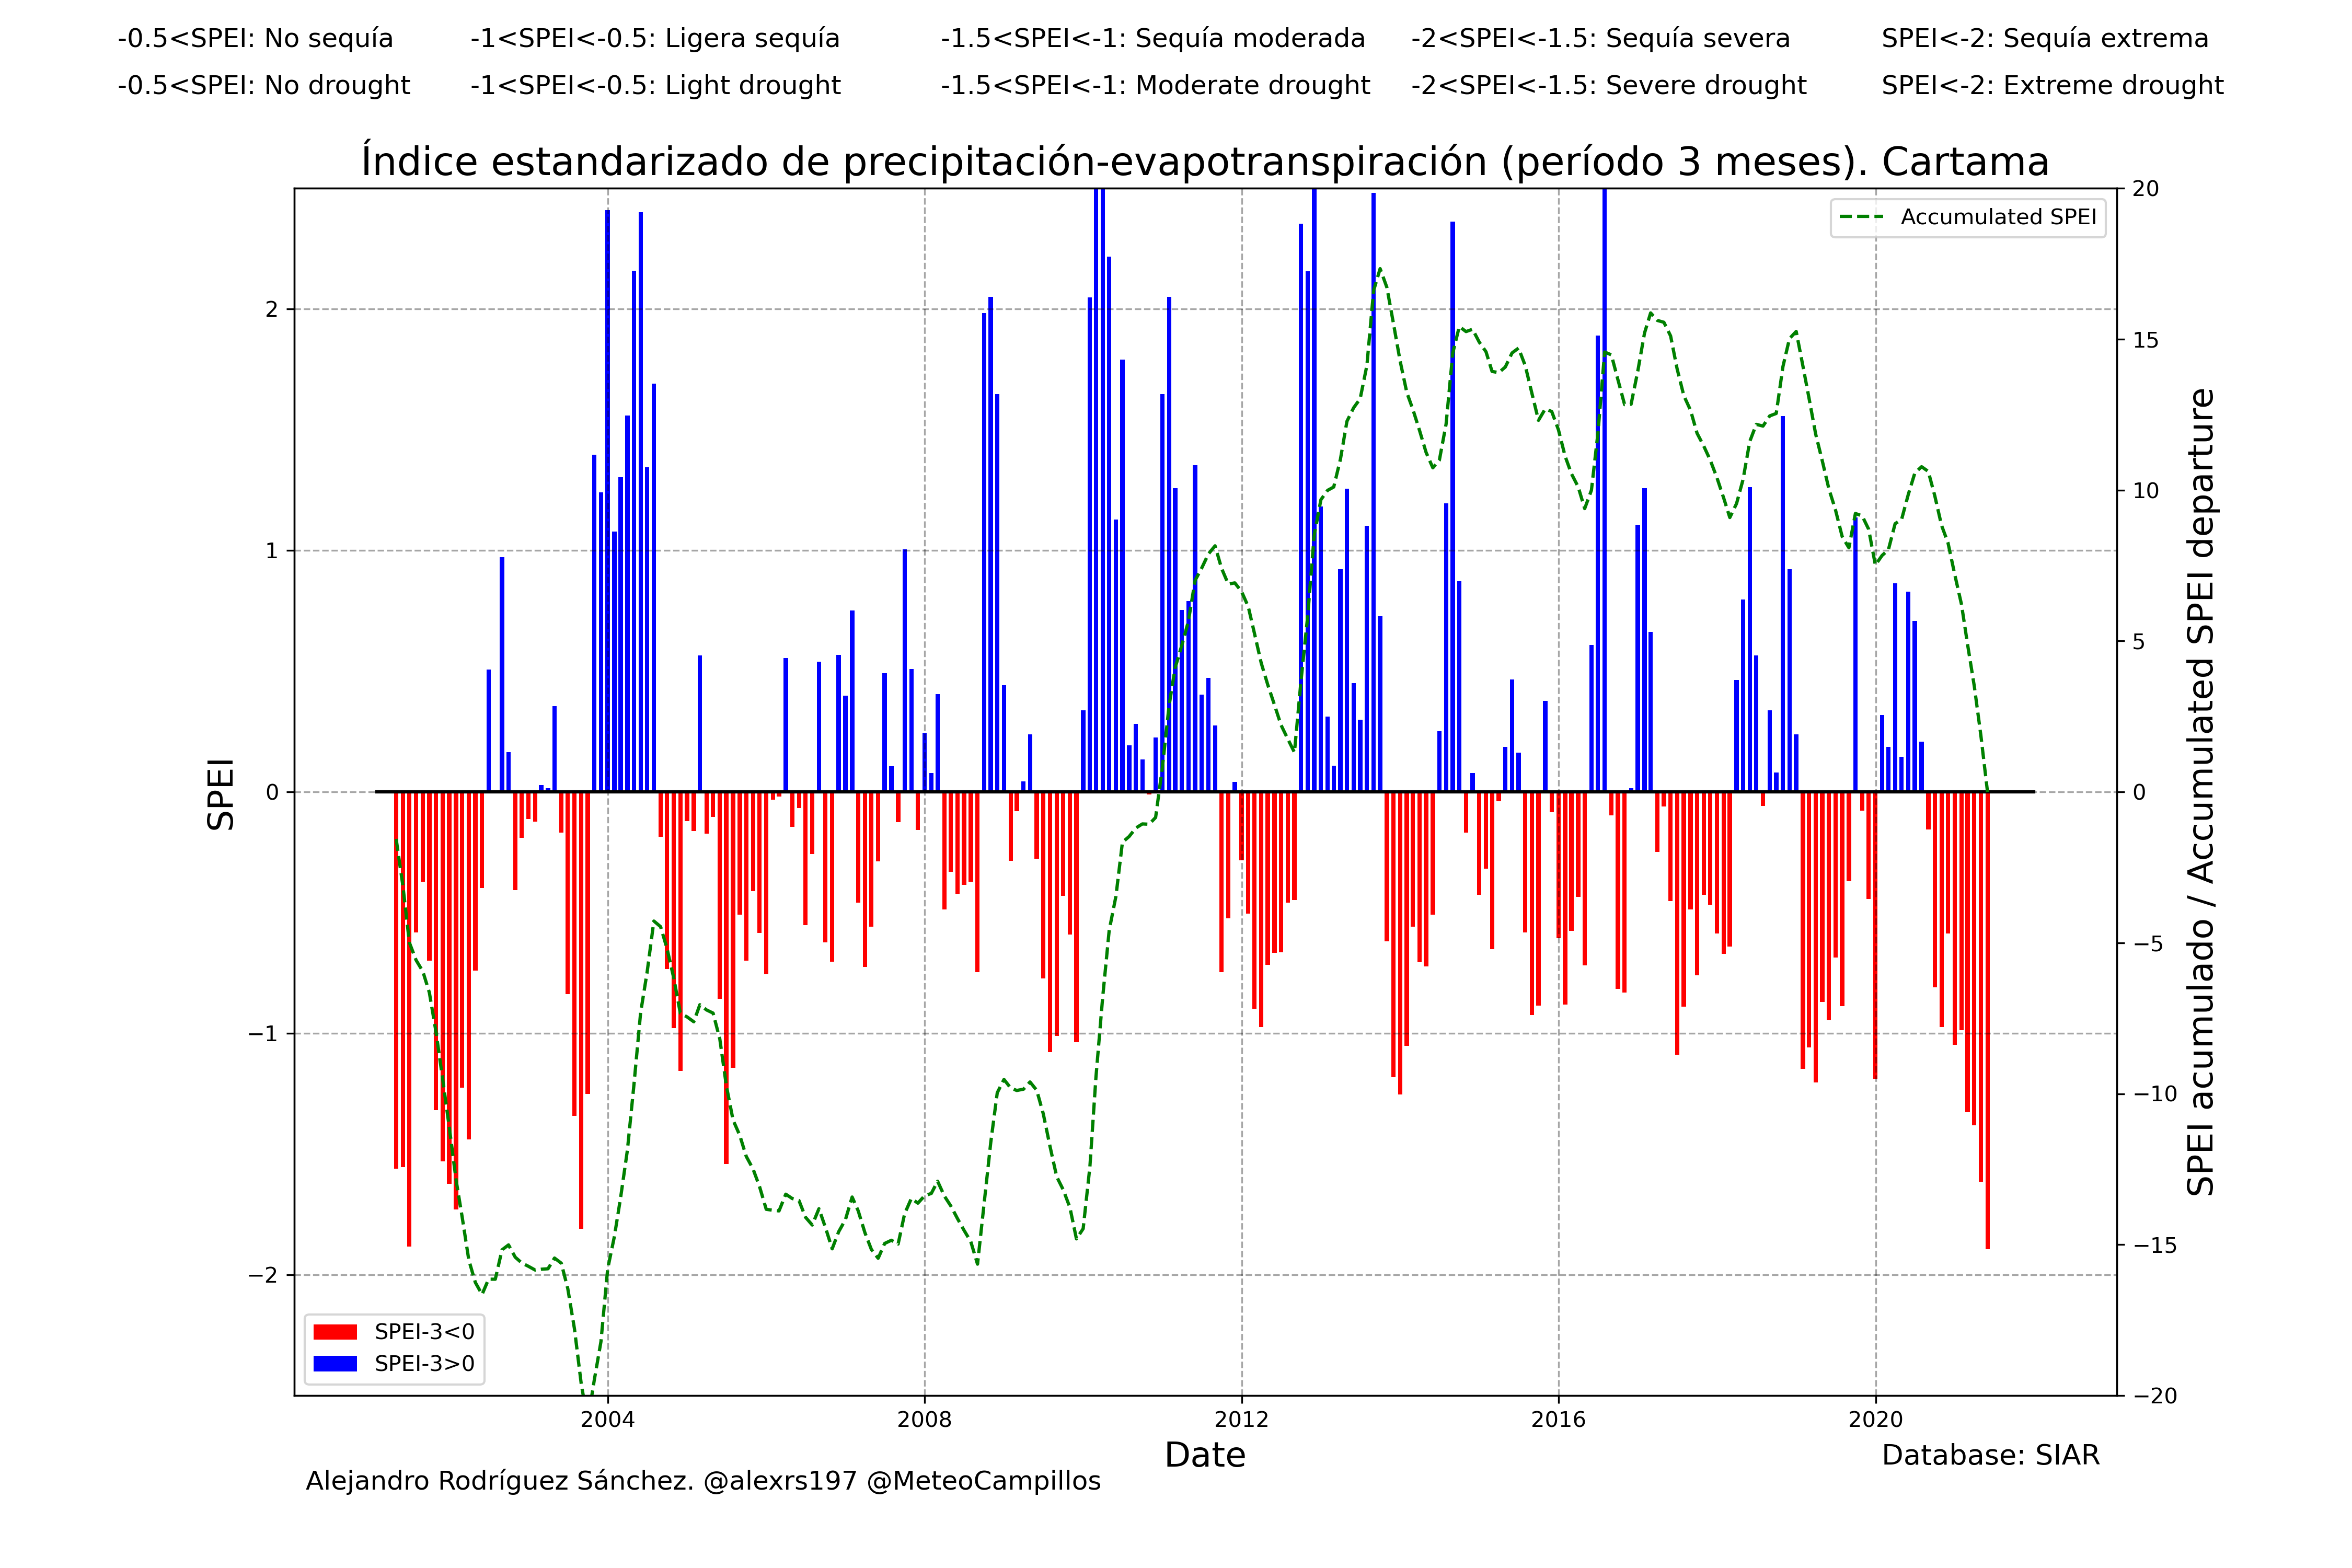 -0.5<SPEI: No sequía -1<SPEI<-0.5: Ligera sequía -1.5<SPEI<-1: Sequía moderada -2<SPEI<-1.5: Sequía severa SPEI<-2: Sequía extrema
-0.5<SPEI: No drought -1<SPEI<-0.5: Light drought -1.5<SPEI<-1: Moderate drought -2<SPEI<-1.5: Severe drought SPEI<-2: Extreme drought
Índice estandarizado de precipitación-evapotranspiración (período 3 meses). Cartama
Accumulated SPEI
SPEI
2
1
0
−1
−2
20
15
10
5
0
−5
−10
−15
−20
SPEI acumulado / Accumulated SPEI departure
SPEI-3<0
SPEI-3>0
2004 2008 2012 2016 2020
Date
Database: SIAR
Alejandro Rodríguez Sánchez. @alexrs197 @MeteoCampillos